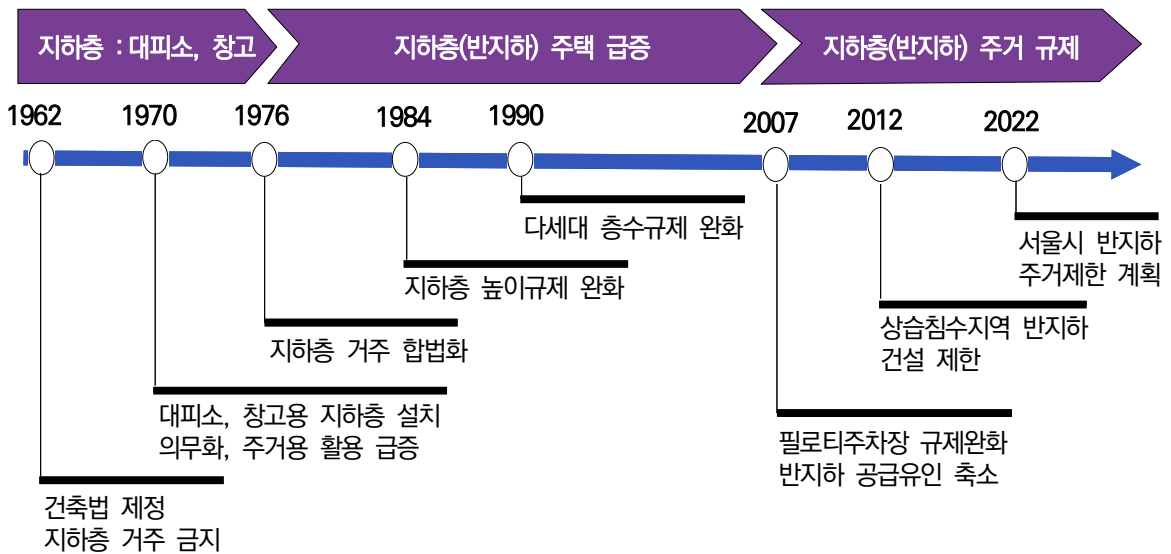 지하층 : 대피소, 창고
지하층(반지하) 주택 급증
지하층(반지하) 주거 규제
1962
1970
1976
1984
1990
2007
2012
2022
다세대 층수규제 완화
서울시 반지하
주거제한 계획
지하층 높이규제 완화
상습침수지역 반지하
건설 제한
지하층 거주 합법화
대피소, 창고용 지하층 설치
의무화, 주거용 활용 급증
필로티주차장 규제완화
반지하 공급유인 축소
건축법 제정
지하층 거주 금지